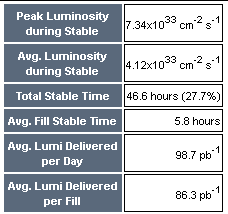 Peak Luminosity
during Stable
7.34x10³³ cm⁻² s⁻¹
Avg. Luminosity
during Stable
4.12x10³³ cm⁻² s⁻¹
Total Stable Time
46.6 hours (27.7%)
Avg. Fill Stable Time
5.8 hours
Avg. Lumi Delivered
per Day
98.7 pb⁻¹
Avg. Lumi Delivered
per Fill
86.3 pb⁻¹